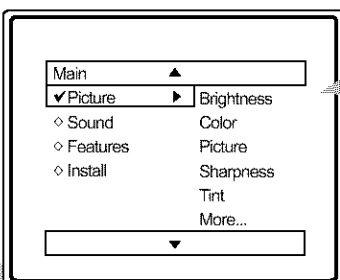 Main ▲
✔Picture ▶ Brightness
◇ Sound Color
◇ Features Picture
◇ Install Sharpness
Tint
More...
▼